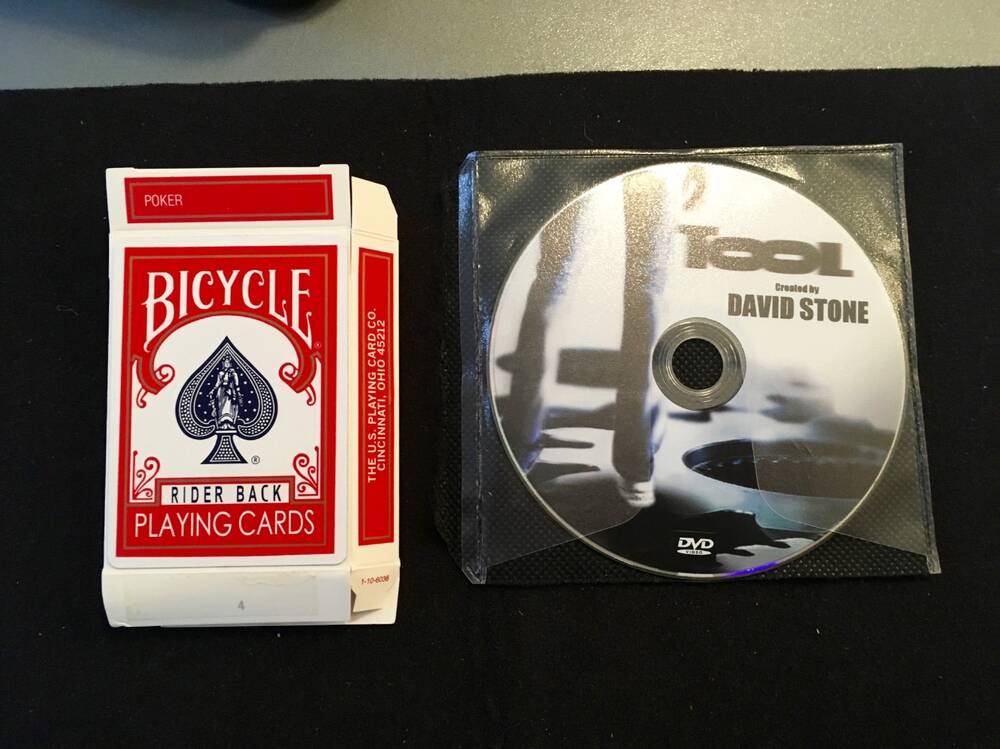 POKER
BICYCLE
®
®
RIDER BACK
PLAYING CARDS
THE U.S. PLAYING CARD CO.
CINCINNATI, OHIO 45212
1-10-6036
4
TOOL
Created by
DAVID STONE
DVD
VIDEO